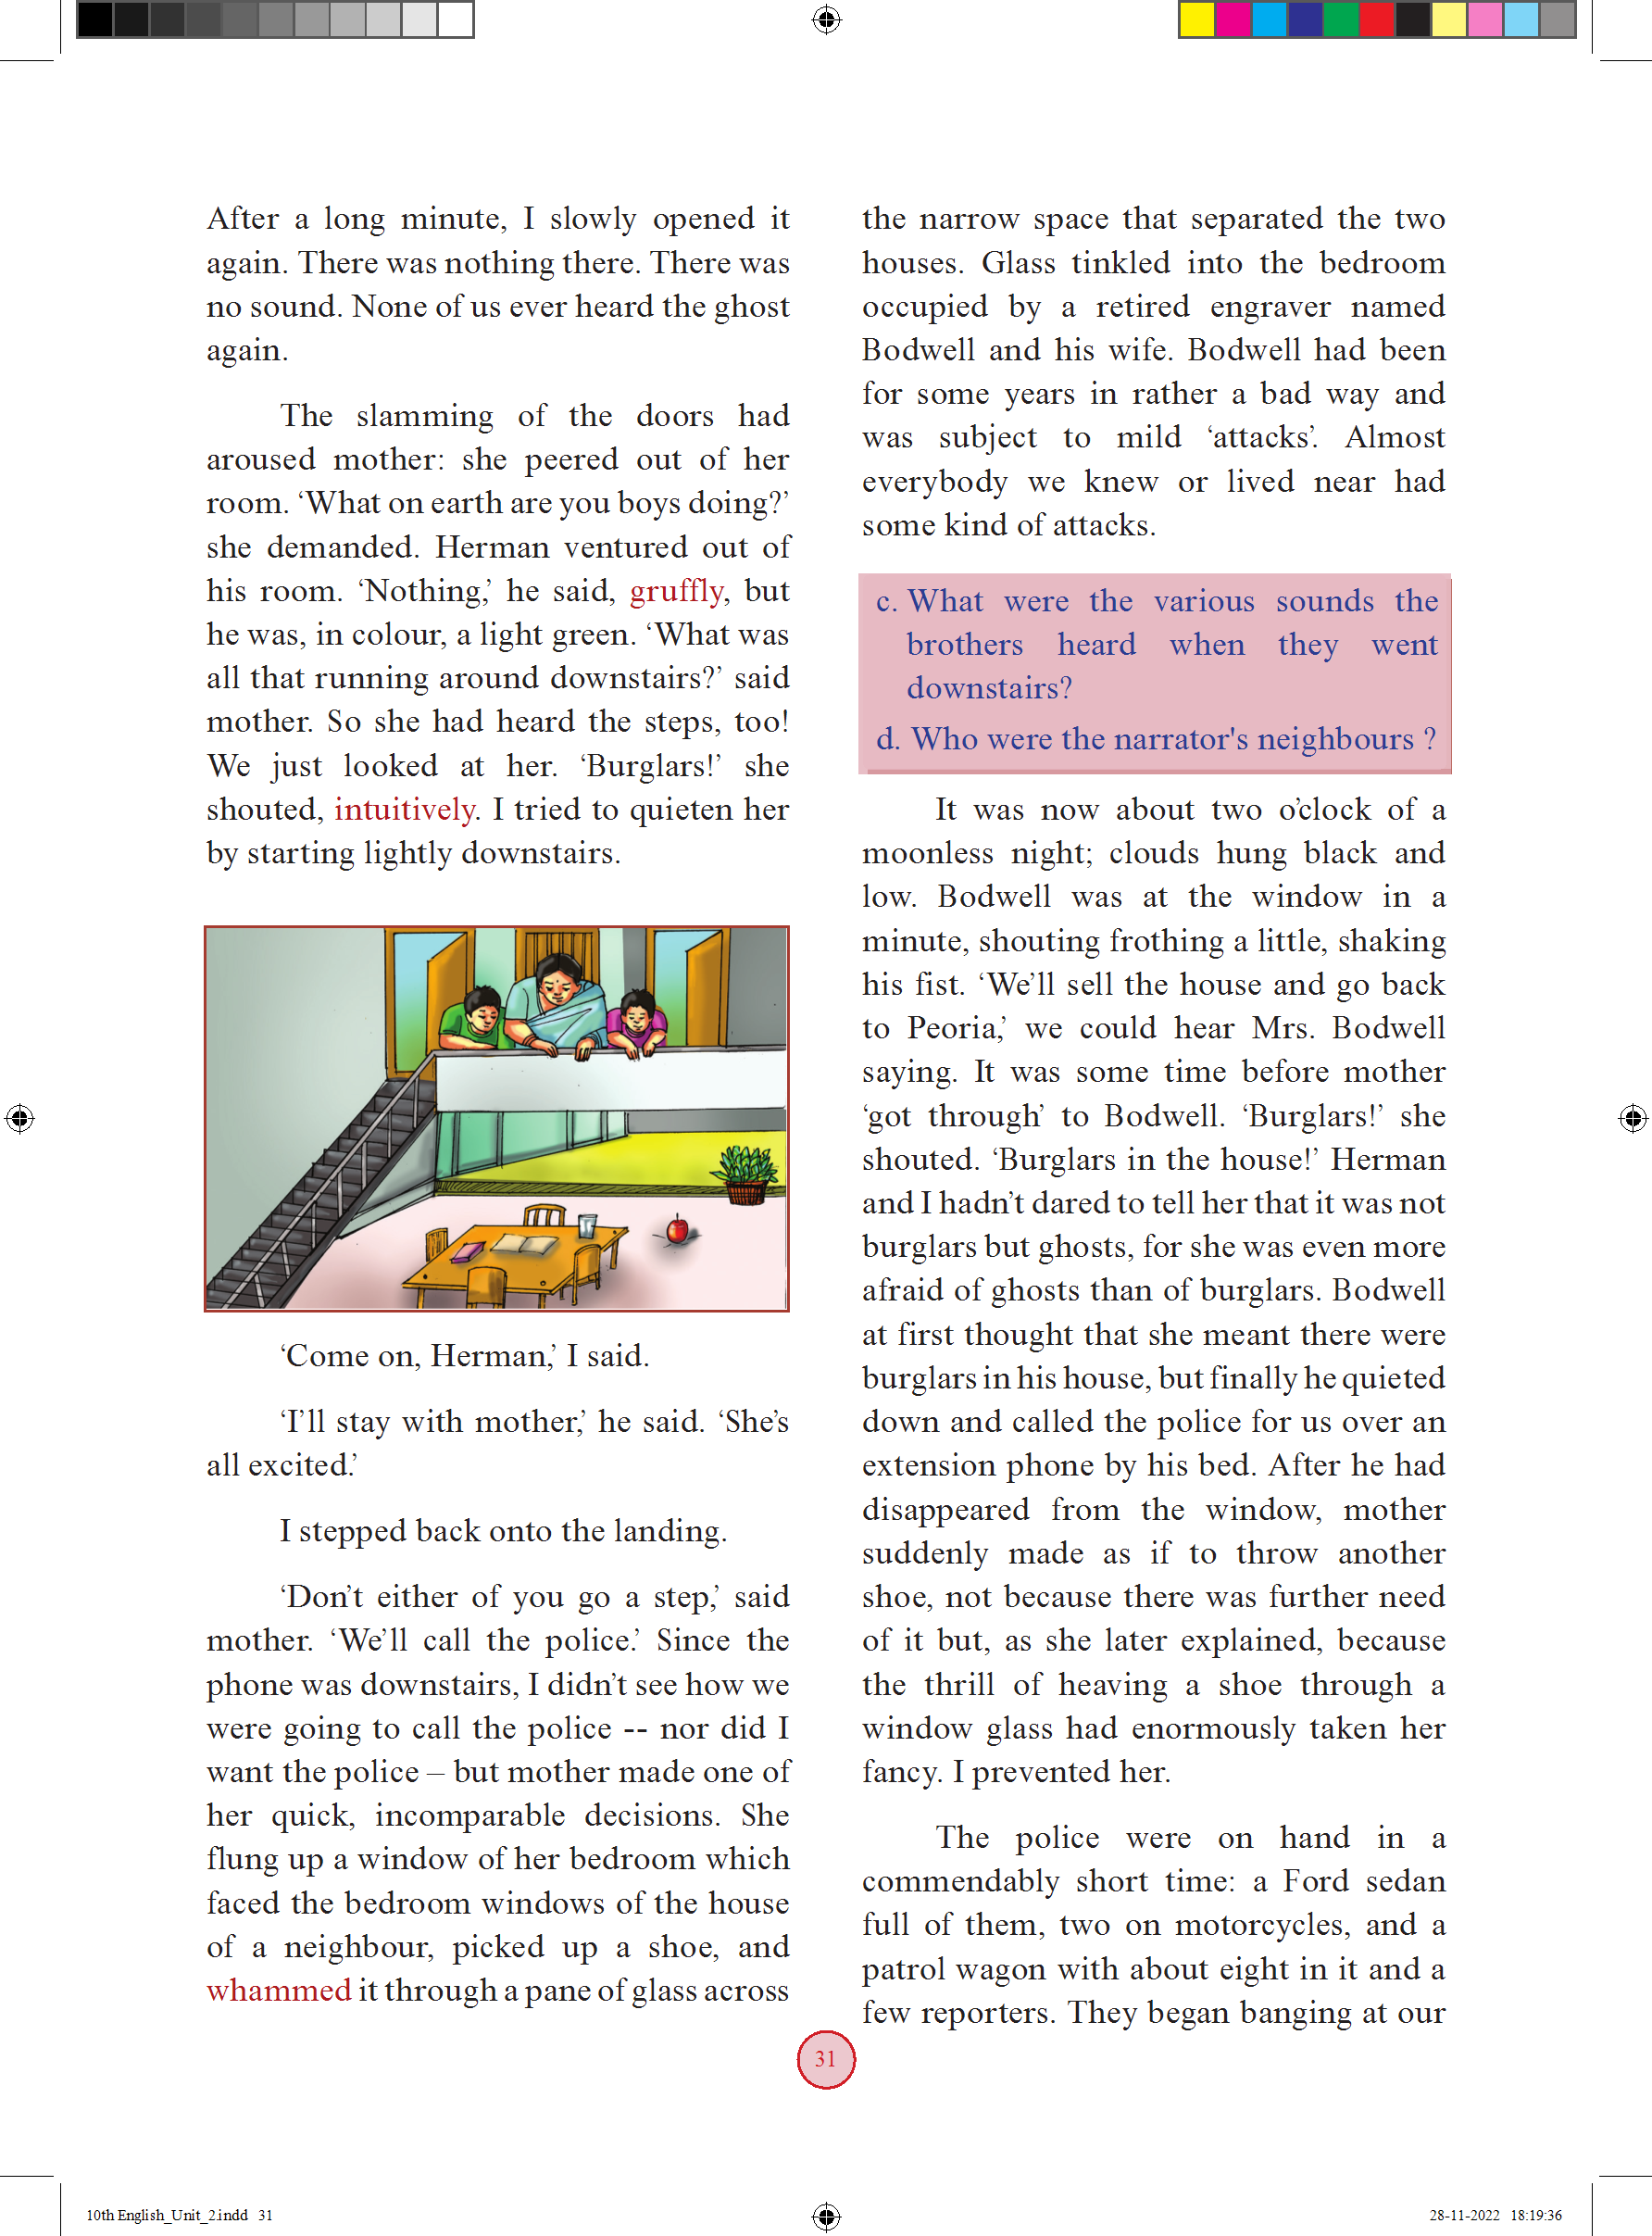 After a long minute, I slowly opened it
again. There was nothing there. There was
no sound. None of us ever heard the ghost
again.
The slamming of the doors had
aroused mother: she peered out of her
room. ‘What on earth are you boys doing?’
she demanded. Herman ventured out of
his room. ‘Nothing,’ he said, gruffly, but
he was, in colour, a light green. ‘What was
all that running around downstairs?’ said
mother. So she had heard the steps, too!
We just looked at her. ‘Burglars!’ she
shouted, intuitively. I tried to quieten her
by starting lightly downstairs.
‘Come on, Herman,’ I said.
‘I’ll stay with mother,’ he said. ‘She’s
all excited.’
I stepped back onto the landing.
‘Don’t either of you go a step,’ said
mother. ‘We’ll call the police.’ Since the
phone was downstairs, I didn’t see how we
were going to call the police -- nor did I
want the police – but mother made one of
her quick, incomparable decisions. She
flung up a window of her bedroom which
faced the bedroom windows of the house
of a neighbour, picked up a shoe, and
whammed it through a pane of glass across
the narrow space that separated the two
houses. Glass tinkled into the bedroom
occupied by a retired engraver named
Bodwell and his wife. Bodwell had been
for some years in rather a bad way and
was subject to mild ‘attacks’. Almost
everybody we knew or lived near had
some kind of attacks.
c. What were the various sounds the
brothers heard when they went
downstairs?
d. Who were the narrator's neighbours ?
It was now about two o’clock of a
moonless night; clouds hung black and
low. Bodwell was at the window in a
minute, shouting frothing a little, shaking
his fist. ‘We’ll sell the house and go back
to Peoria,’ we could hear Mrs. Bodwell
saying. It was some time before mother
‘got through’ to Bodwell. ‘Burglars!’ she
shouted. ‘Burglars in the house!’ Herman
and I hadn’t dared to tell her that it was not
burglars but ghosts, for she was even more
afraid of ghosts than of burglars. Bodwell
at first thought that she meant there were
burglars in his house, but finally he quieted
down and called the police for us over an
extension phone by his bed. After he had
disappeared from the window, mother
suddenly made as if to throw another
shoe, not because there was further need
of it but, as she later explained, because
the thrill of heaving a shoe through a
window glass had enormously taken her
fancy. I prevented her.
The police were on hand in a
commendably short time: a Ford sedan
full of them, two on motorcycles, and a
patrol wagon with about eight in it and a
few reporters. They began banging at our
31
10th English_Unit_2.indd 31
28-11-2022 18:19:36